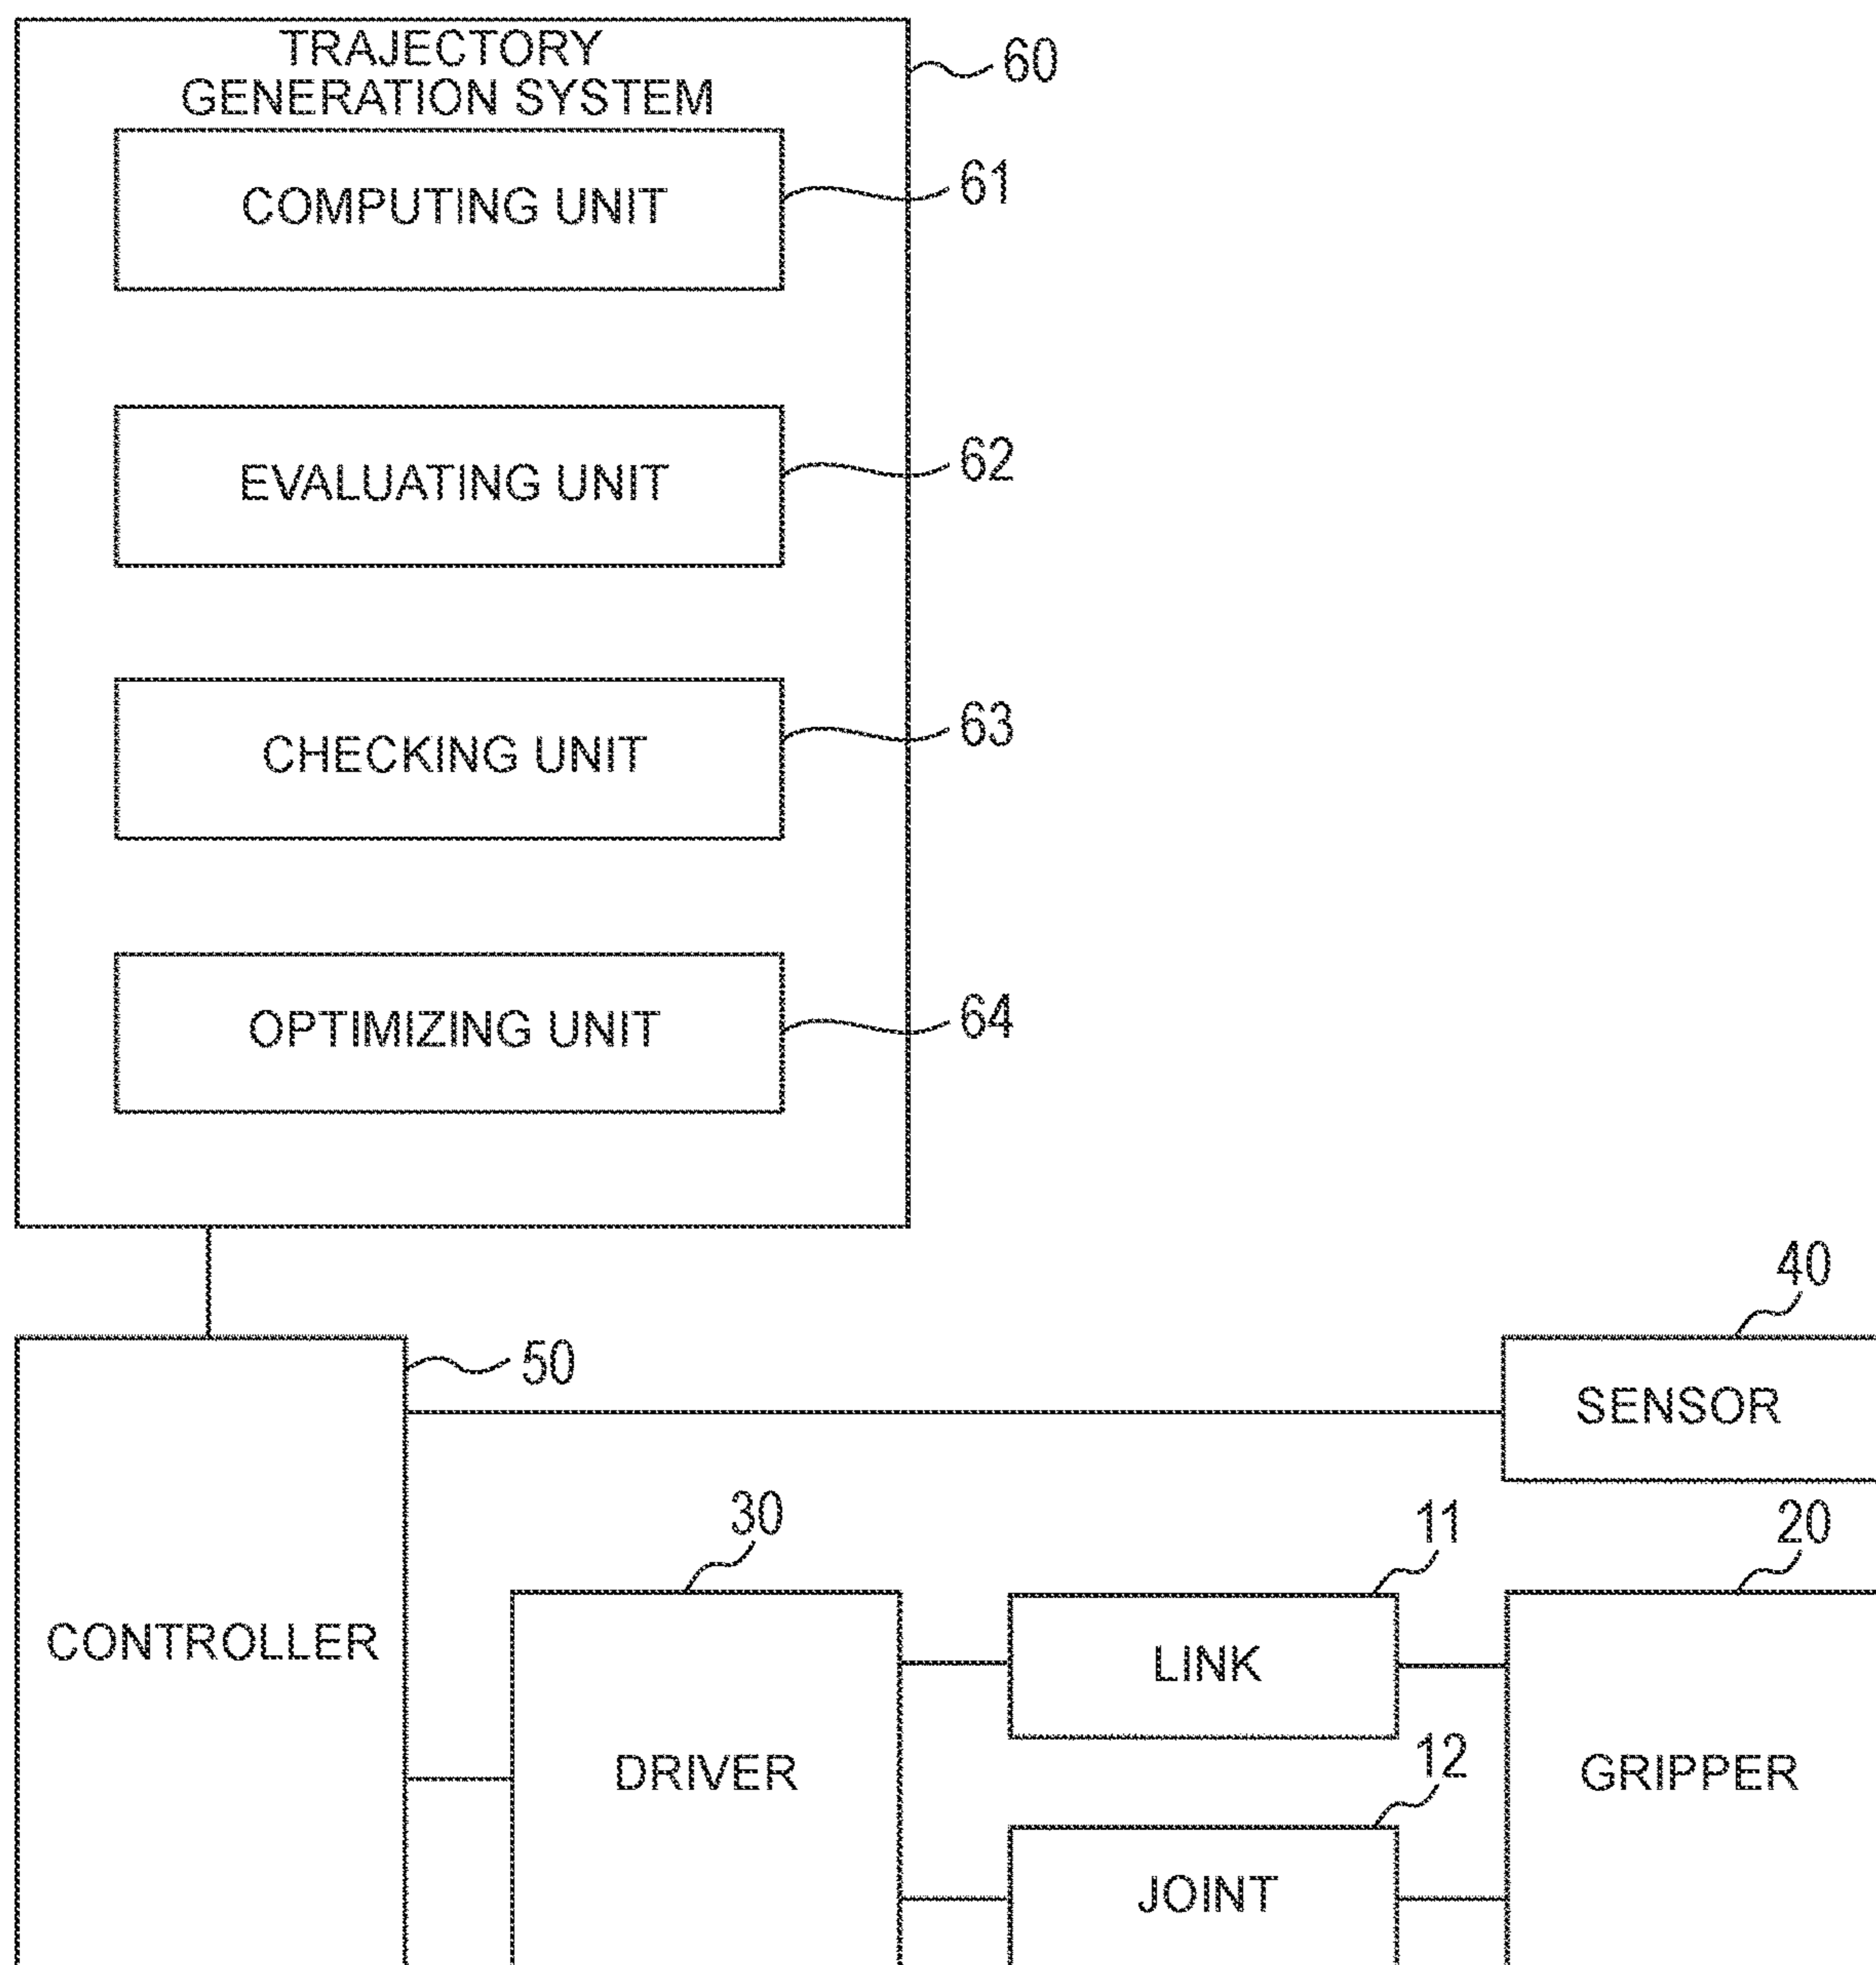 TRAJECTORY
GENERATION SYSTEM
60
COMPUTING UNIT
61
EVALUATING UNIT
62
CHECKING UNIT
63
OPTIMIZING UNIT
64
40
50
SENSOR
30
11
20
CONTROLLER
LINK
12
DRIVER
GRIPPER
JOINT